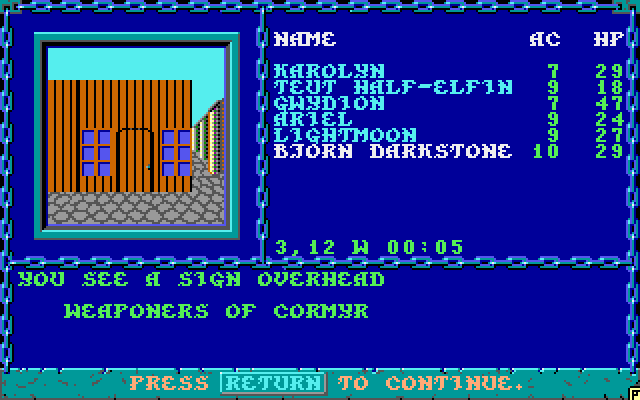 NAME AC HP
KAROLYN 7 29
TEUT HALF-ELFIN 9 18
GWYDION 7 47
ARIEL 9 24
LIGHTMOON 9 27
BJORN DARKSTONE 10 29
3,12 W 00:05
YOU SEE A SIGN OVERHEAD
WEAPONERS OF CORMYR
PRESS RETURN TO CONTINUE.